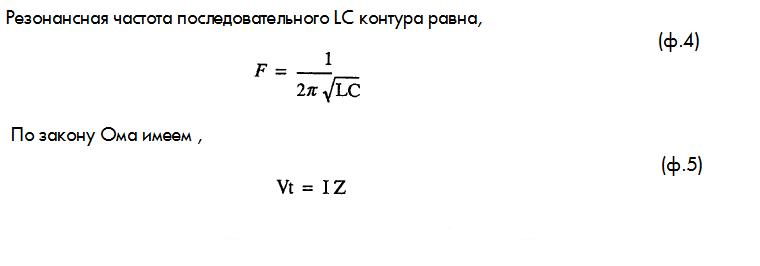 Резонансная частота последовательного LC контура равна,
(ф.4)
F = 1 / 2π √LC
По закону Ома имеем ,
(ф.5)
Vt = I Z